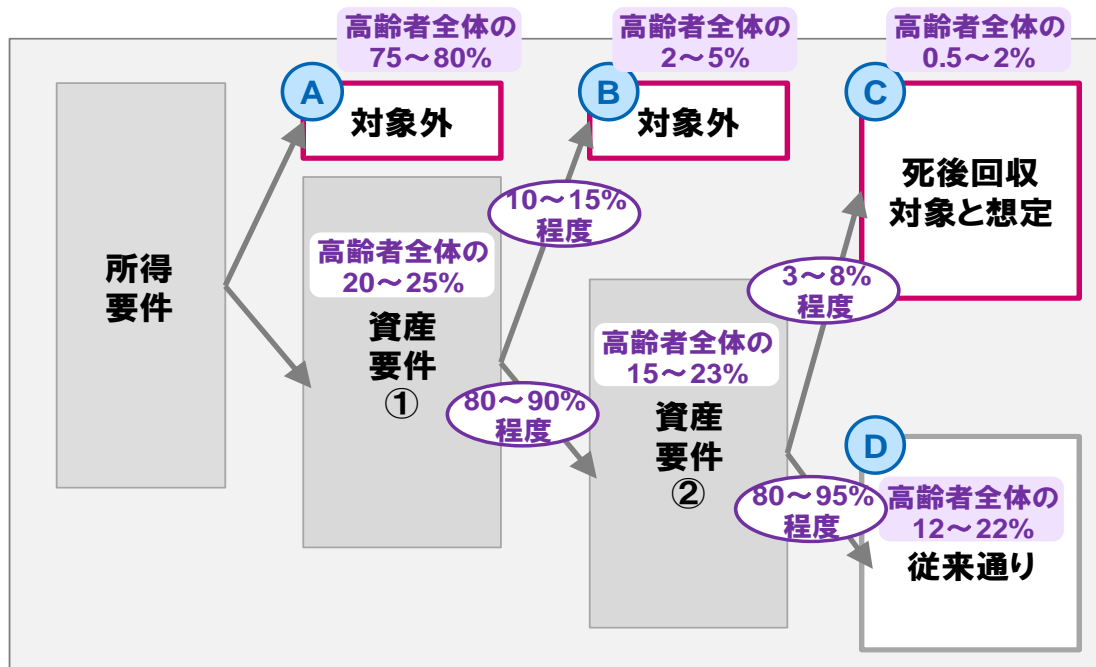 高齢者全体の
75～80%
高齢者全体の
2～5%
高齢者全体の
0.5～2%
A
対象外
B
対象外
C
死後回収
対象と想定
所得
要件
高齢者全体の
20～25%
資産
要件
①
10～15%
程度
80～90%
程度
高齢者全体の
15～23%
資産
要件
②
3～8%
程度
80～95%
程度
D
高齢者全体の
12～22%
従来通り